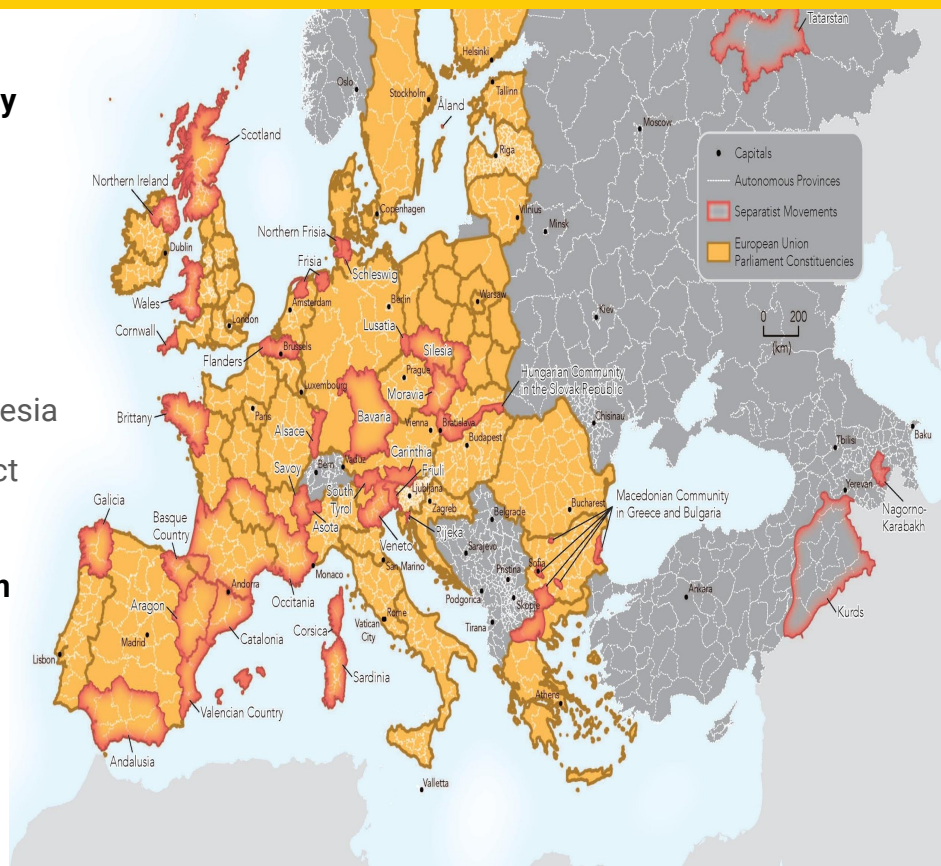 y
esia
ct
n
Tatarstan
Helsinki
Oslo
Stockholm
Åland
Tallinn
Scotland
Moscow
Riga
Capitals
Autonomous Provinces
Separatist Movements
European Union
Parliament Constituencies
Northern Ireland
Copenhagen
Vilnius
Minsk
Northern Frisia
Dublin
Frisia
Schleswig
Wales
Amsterdam
Berlin
Warsaw
London
Lusatia
Kiev
0 200
(km)
Cornwall
Brussels
Silesia
Flanders
Prague
Hungarian Community
in the Slovak Republic
Luxembourg
Moravia
Brittany
Paris
Bavaria
Chisinau
Alsace
Vienna
Bratislava
Budapest
Baku
Tbilisi
Carinthia
Savoy
Bern
Vaduz
Friuli
Ljubljana
South
Tyrol
Zagreb
Yerevan
Galicia
Asota
Bucharest
Macedonian Community
in Greece and Bulgaria
Nagorno-
Karabakh
Basque
Country
Veneto
Rijeka
Belgrade
Sarajevo
San Marino
Monaco
Sofia
Pristina
Andorra
Occitania
Podgorica
Skopje
Ankara
Kurds
Aragon
Corsica
Rome
Vatican
City
Tirana
Madrid
Catalonia
Lisbon
Sardinia
Valencian Country
Athens
Andalusia
Valletta